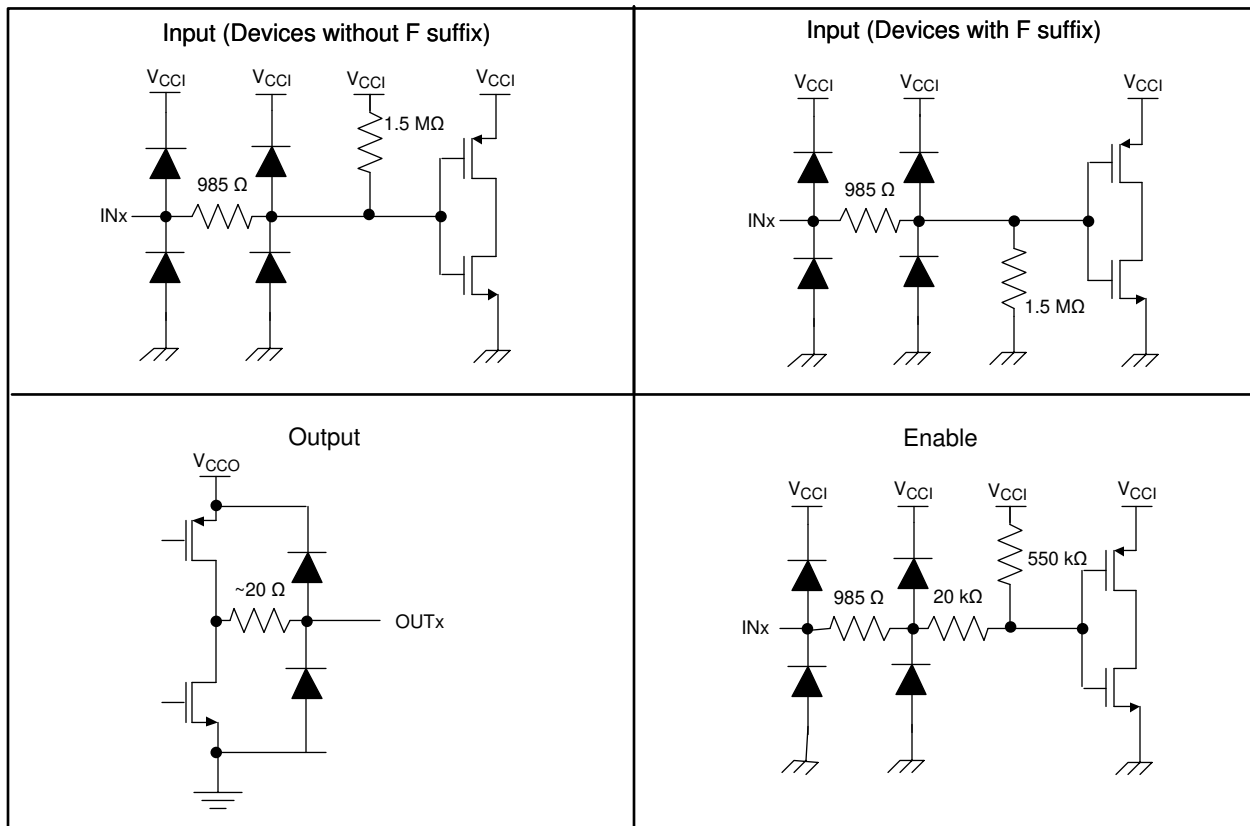 Input (Devices without F suffix)
VCCI VCCI VCCI VCCI
1.5 MΩ
985 Ω
INx
Input (Devices with F suffix)
VCCI VCCI VCCI
985 Ω
INx
1.5 MΩ
Output
VCCO
~20 Ω
OUTx
Enable
VCCI VCCI VCCI VCCI
550 kΩ
985 Ω 20 kΩ
INx